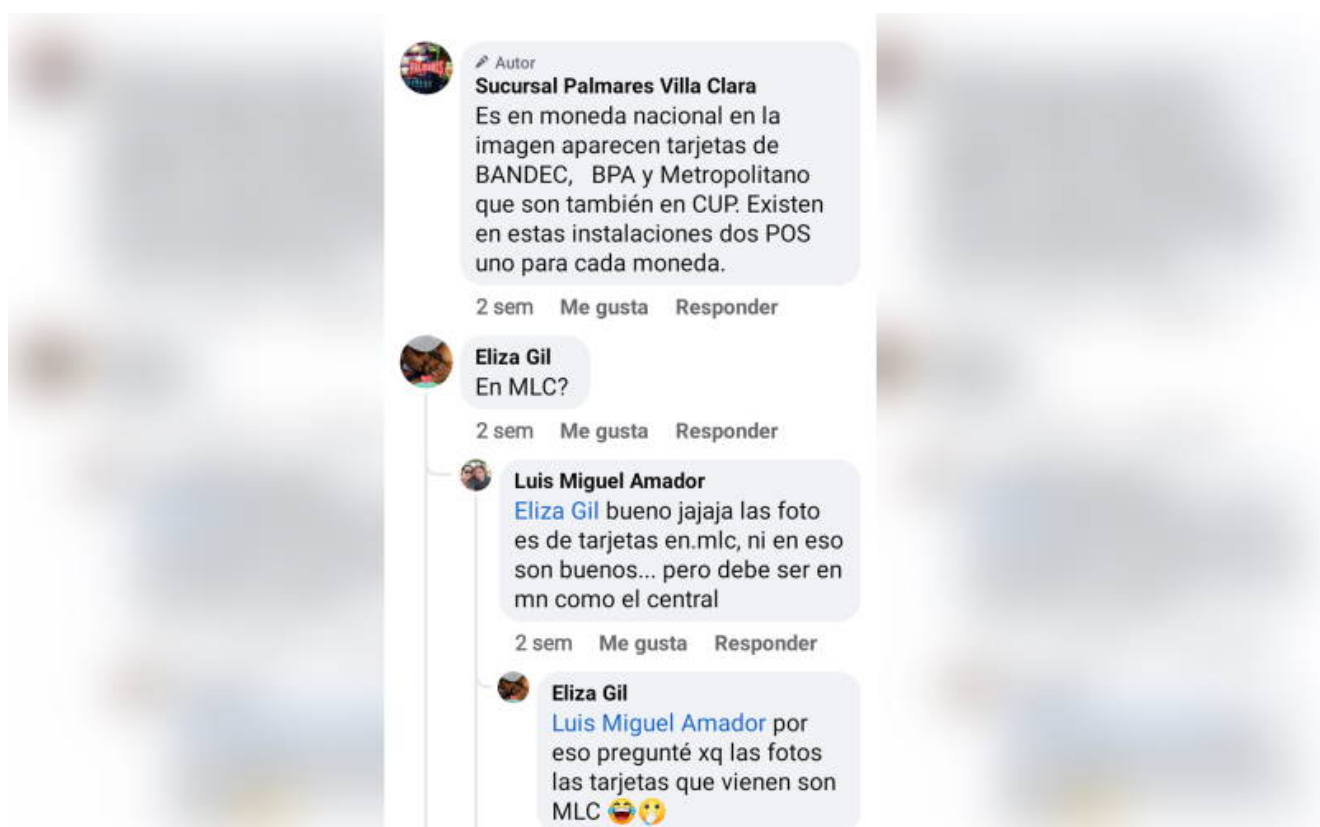 Autor
Sucursal Palmares Villa Clara
Es en moneda nacional en la
imagen aparecen tarjetas de
BANDEC,   BPA y Metropolitano
que son también en CUP. Existen
en estas instalaciones dos POS
uno para cada moneda.
2 sem Me gusta Responder
Eliza Gil
En MLC?
2 sem Me gusta Responder
Luis Miguel Amador
Eliza Gil bueno jajaja las foto
es de tarjetas en.mlc, ni en eso
son buenos... pero debe ser en
mn como el central
2 sem Me gusta Responder
Eliza Gil
Luis Miguel Amador por
eso pregunté xq las fotos
las tarjetas que vienen son
MLC 😂🤭